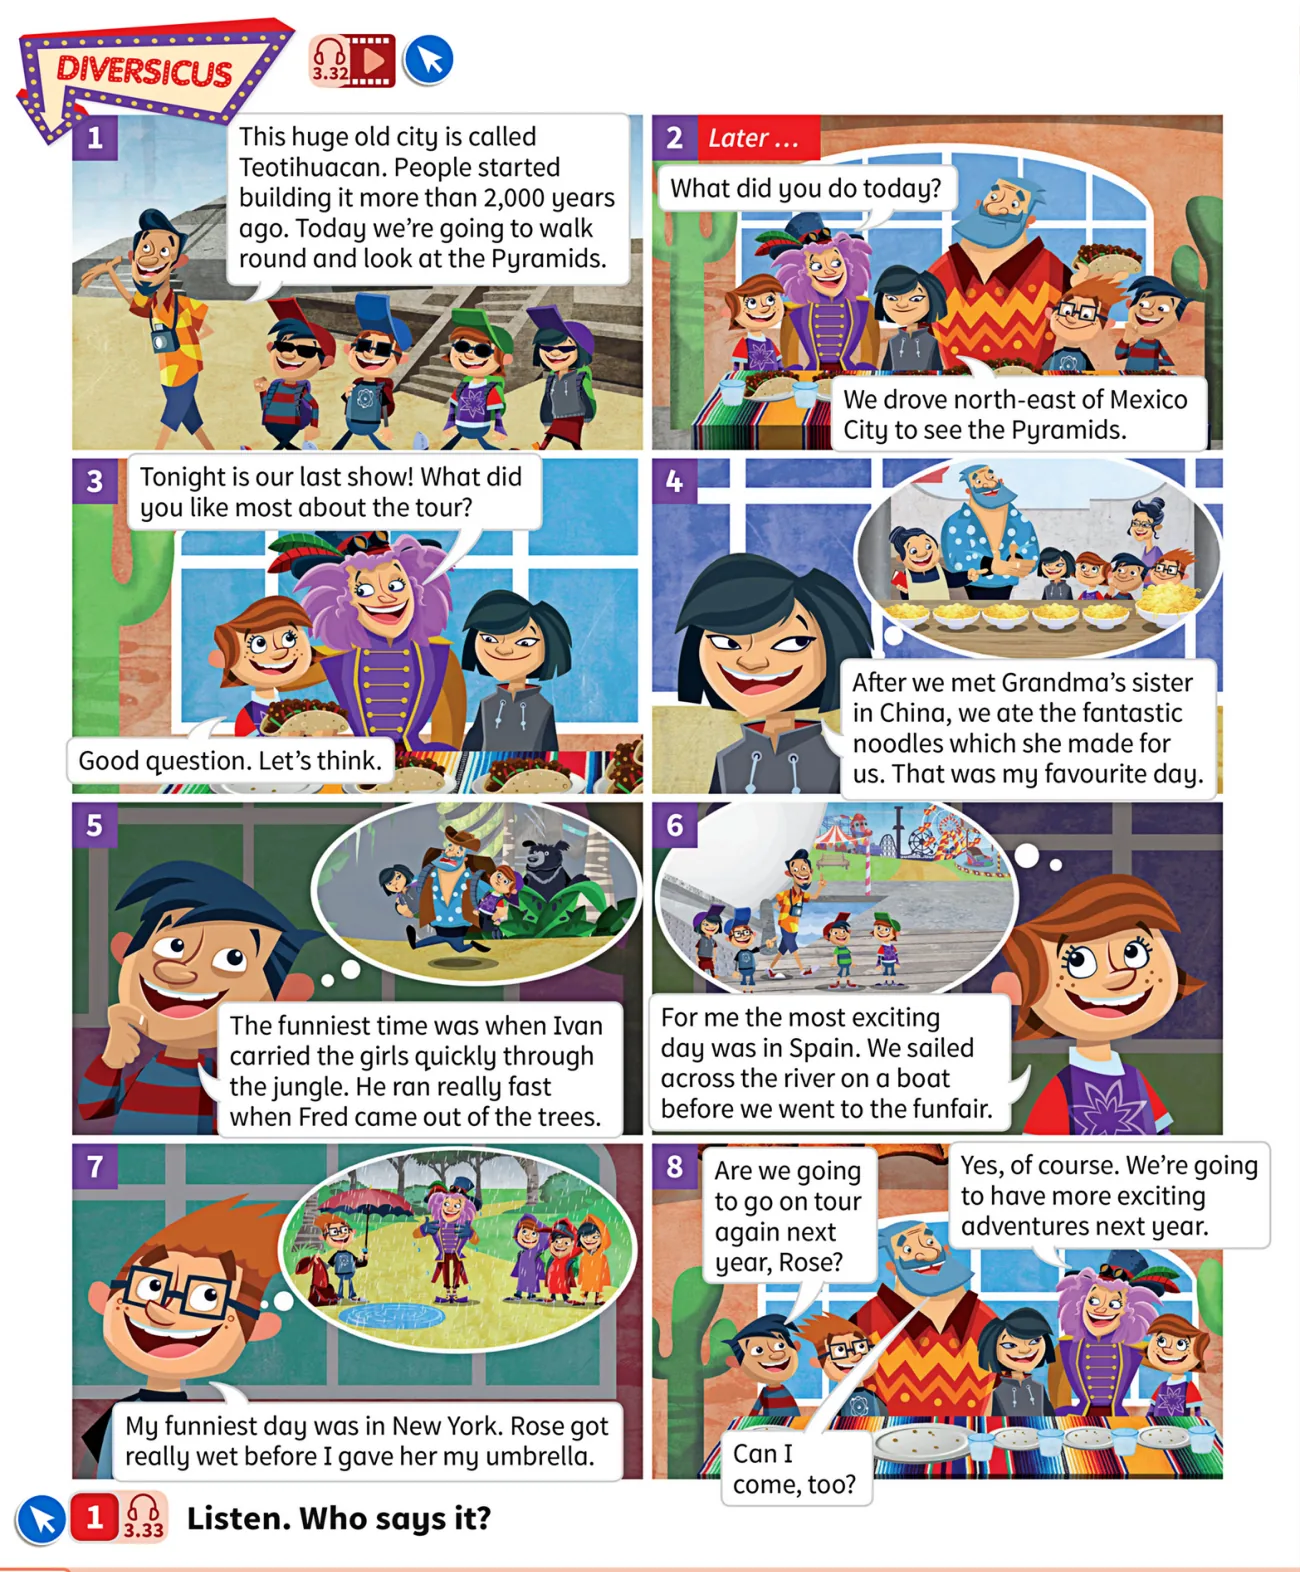 DIVERSICUS
3.32
1
This huge old city is called
Teotihuacan. People started
building it more than 2,000 years
ago. Today we're going to walk
round and look at the Pyramids.
2
Later ...
What did you do today?
We drove north-east of Mexico
City to see the Pyramids.
3
Tonight is our last show! What did
you like most about the tour?
Good question. Let's think.
4
After we met Grandma's sister
in China, we ate the fantastic
noodles which she made for
us. That was my favourite day.
5
The funniest time was when Ivan
carried the girls quickly through
the jungle. He ran really fast
when Fred came out of the trees.
6
For me the most exciting
day was in Spain. We sailed
across the river on a boat
before we went to the funfair.
7
My funniest day was in New York. Rose got
really wet before I gave her my umbrella.
8
Are we going
to go on tour
again next
year, Rose?
Yes, of course. We're going
to have more exciting
adventures next year.
Can I
come, too?
1
3.33
Listen. Who says it?